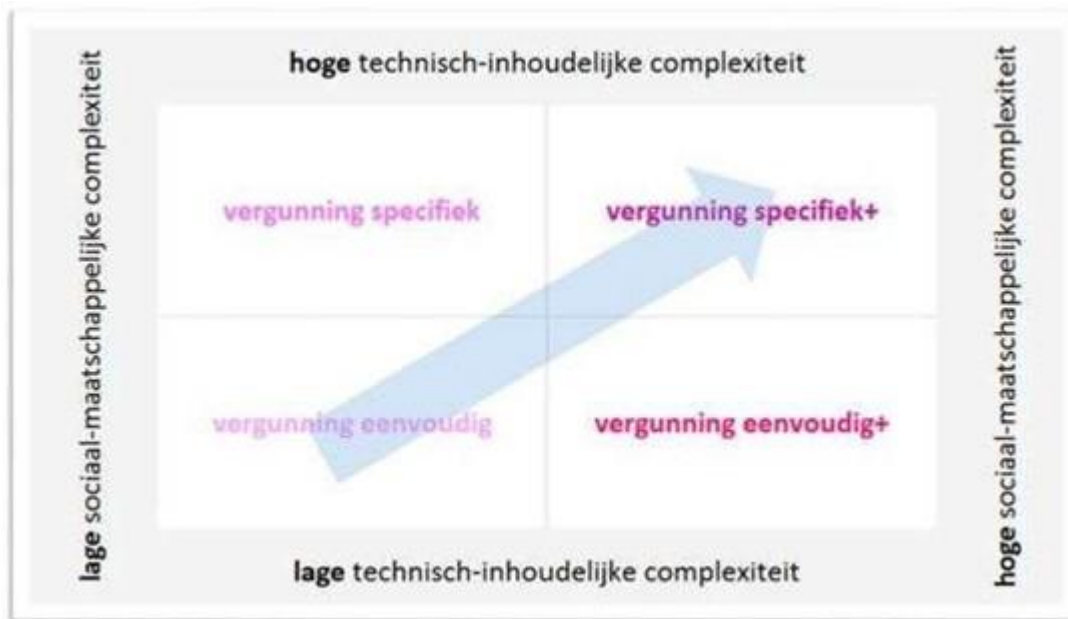 hoge technisch-inhoudelijke complexiteit
lage sociaal-maatschappelijke complexiteit
vergunning specifiek
vergunning specifiek+
vergunning eenvoudig
vergunning eenvoudig+
hoge sociaal-maatschappelijke complexiteit
lage technisch-inhoudelijke complexiteit